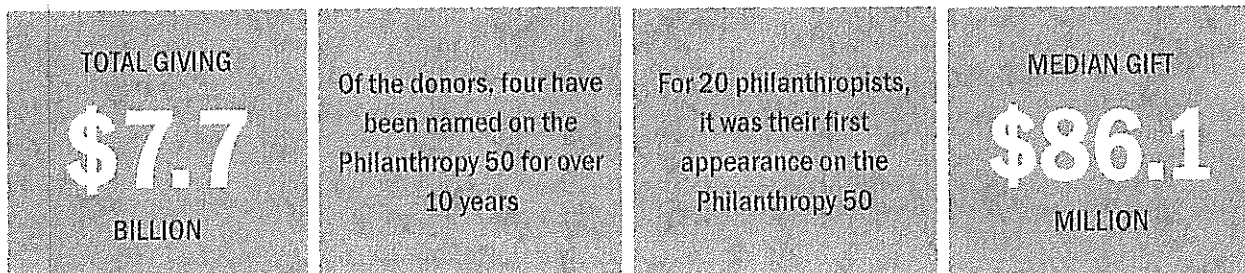 TOTAL GIVING
$7.7
BILLION
Of the donors, four have
been named on the
Philanthropy 50 for over
10 years
For 20 philanthropists,
it was their first
appearance on the
Philanthropy 50
MEDIAN GIFT
$86.1
MILLION